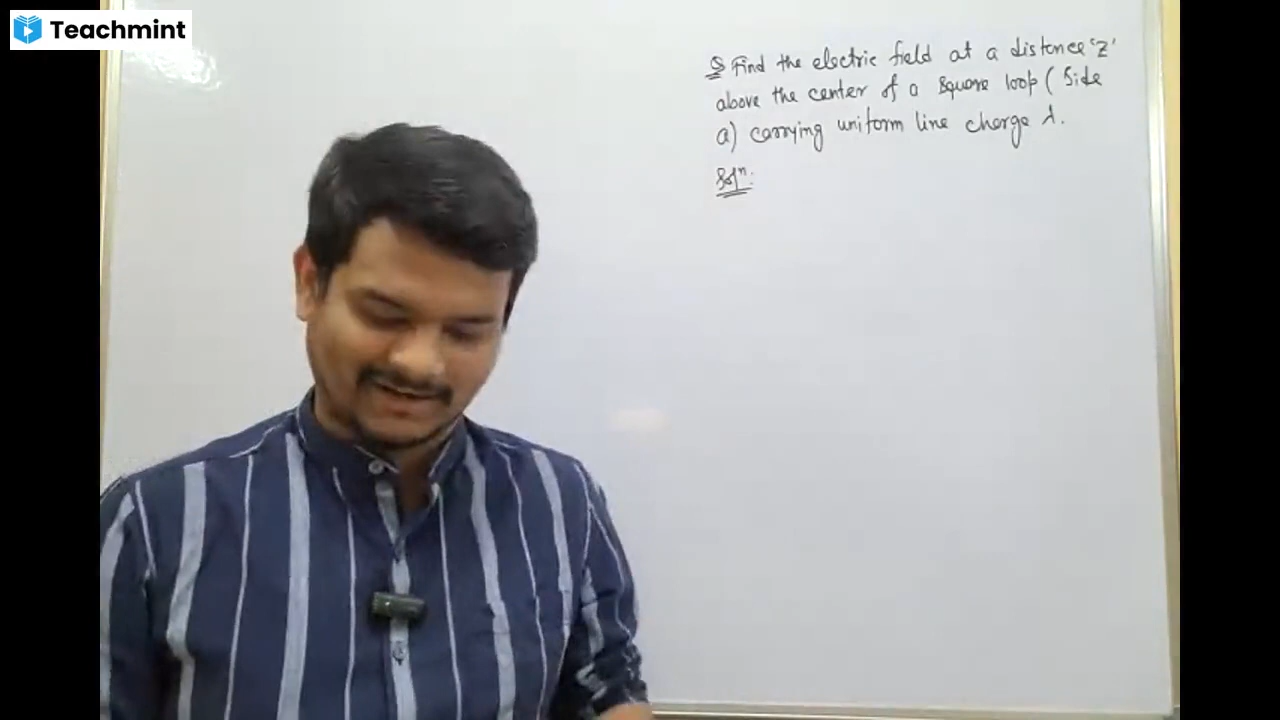 Teachmint
Q Find the electric field at a distance 'z'
above the center of a square loop ( Side
a) carrying uniform line charge λ.
Solⁿ: